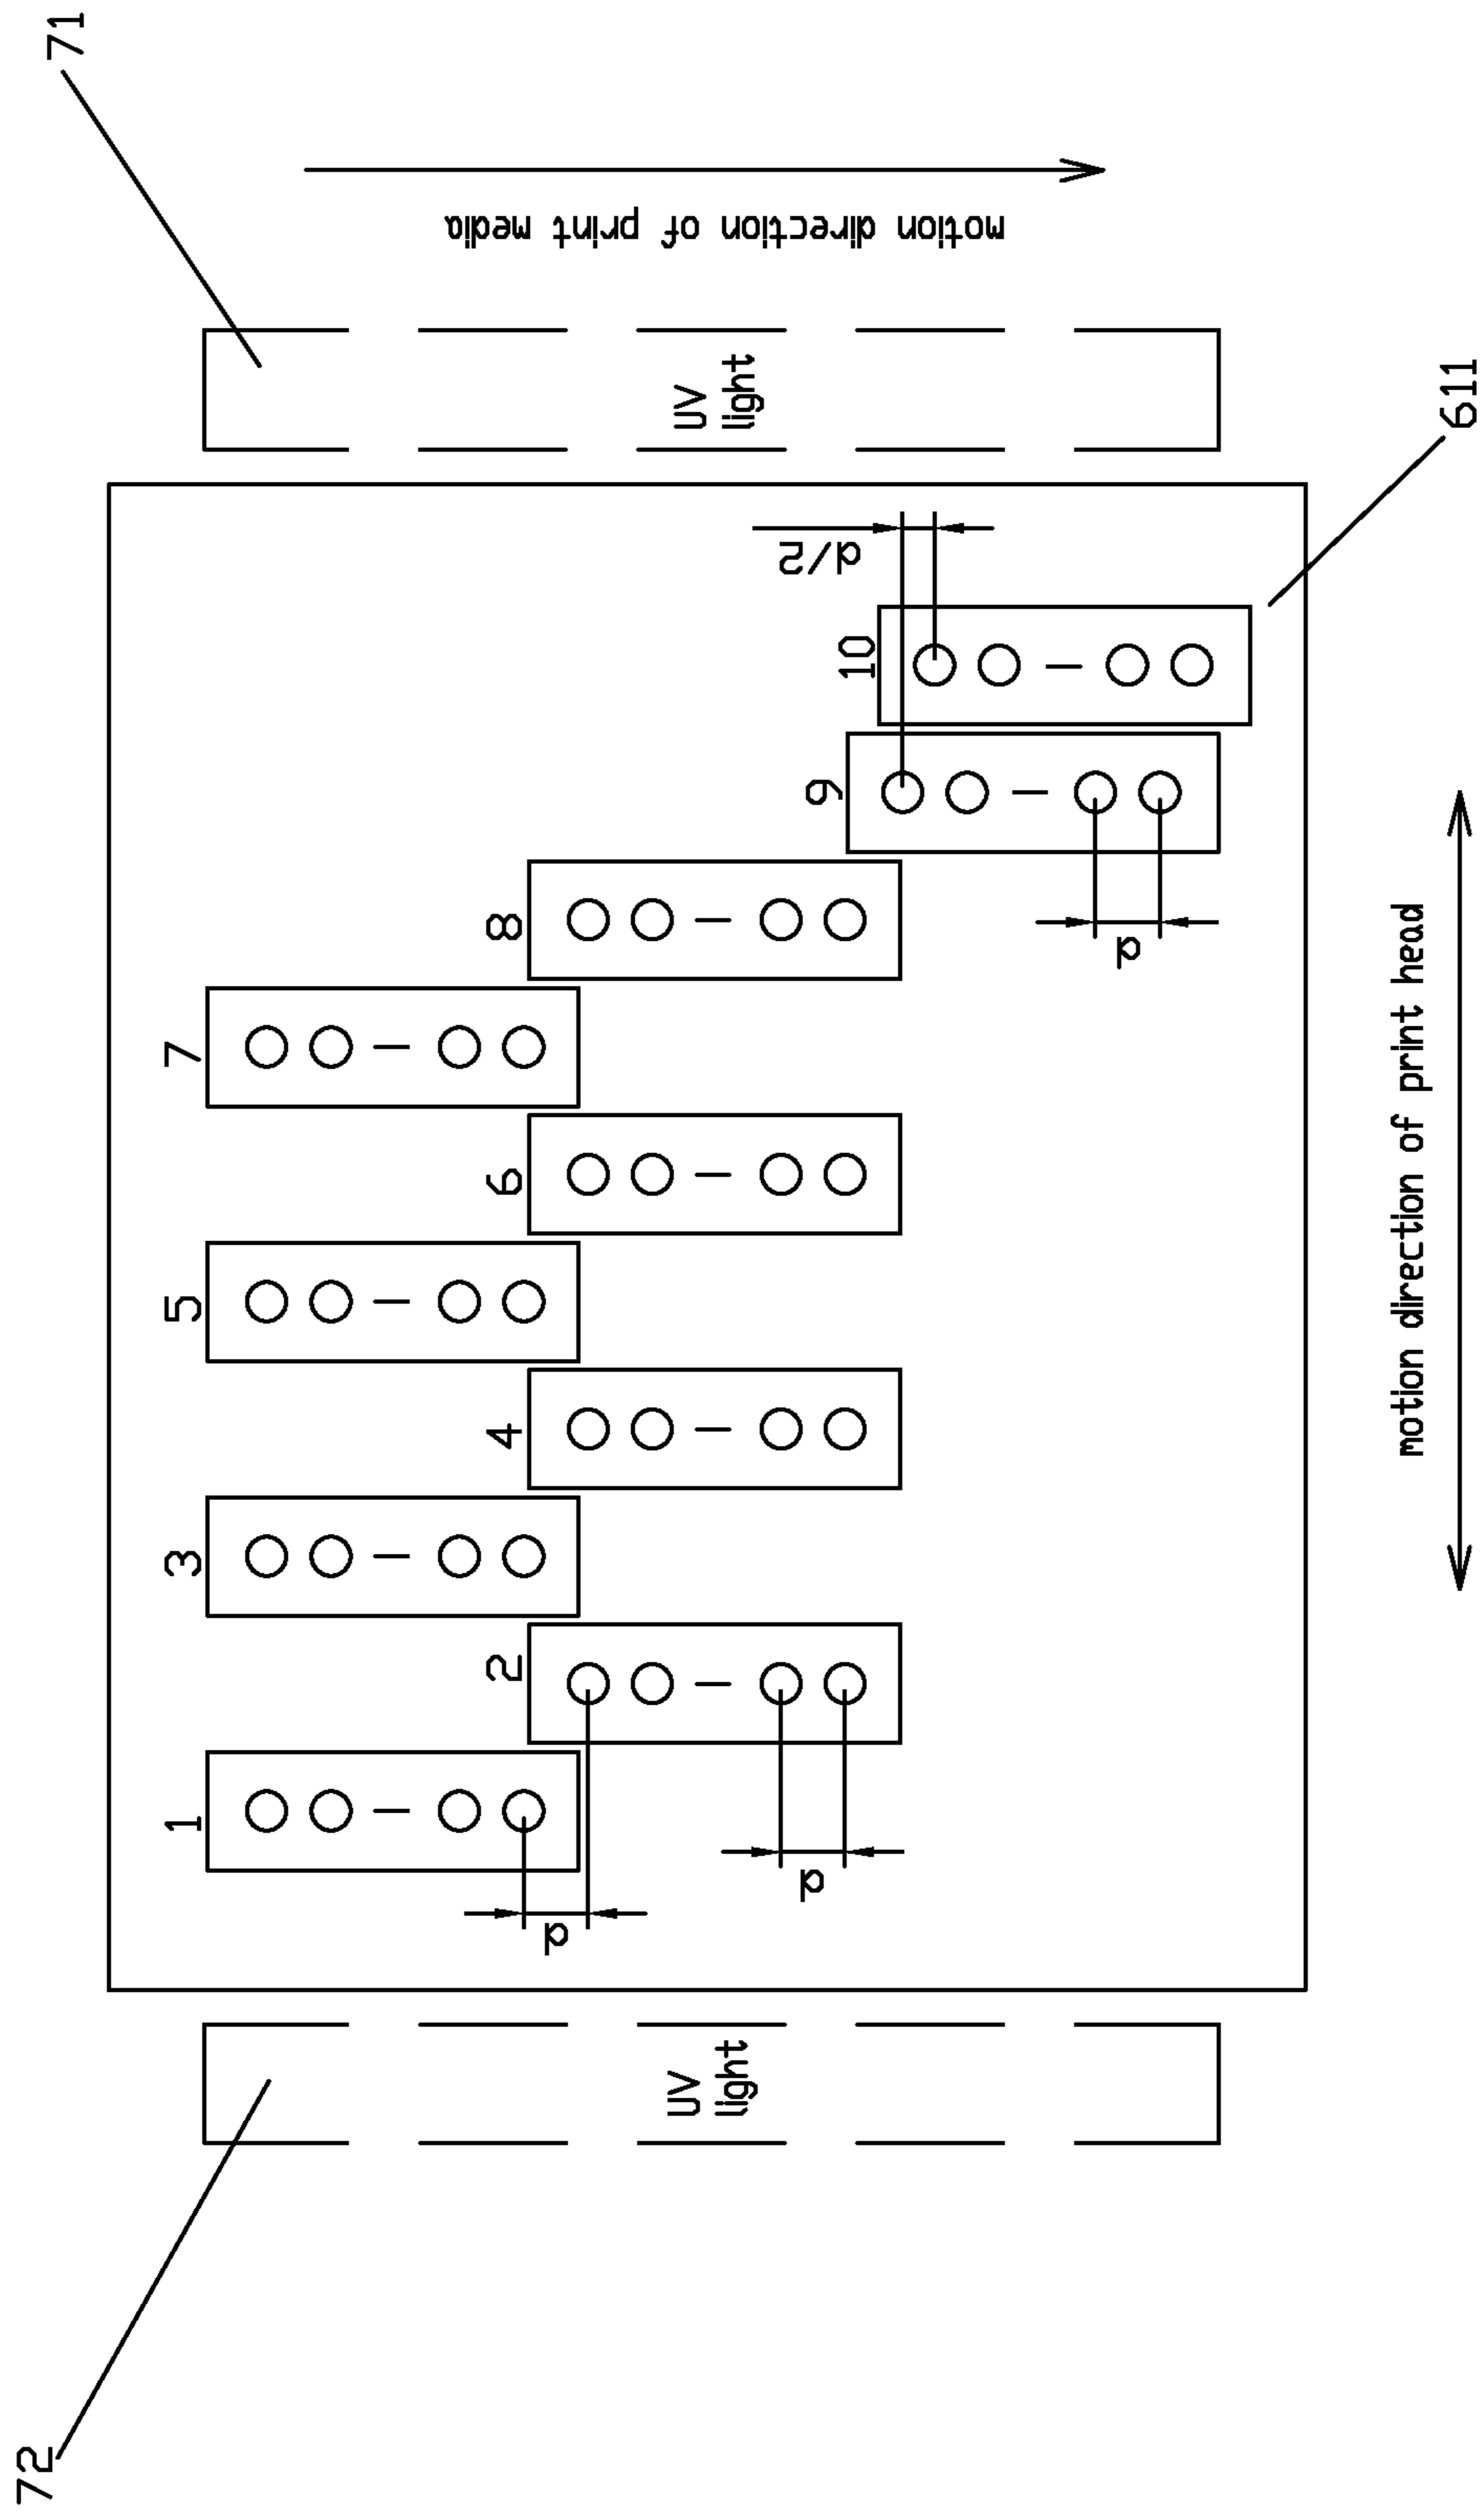 72
71
1
3
5
7
2
4
6
8
d
UV
light
UV
light
motion direction of print media
d
d/2
9
10
d
motion direction of print head
611